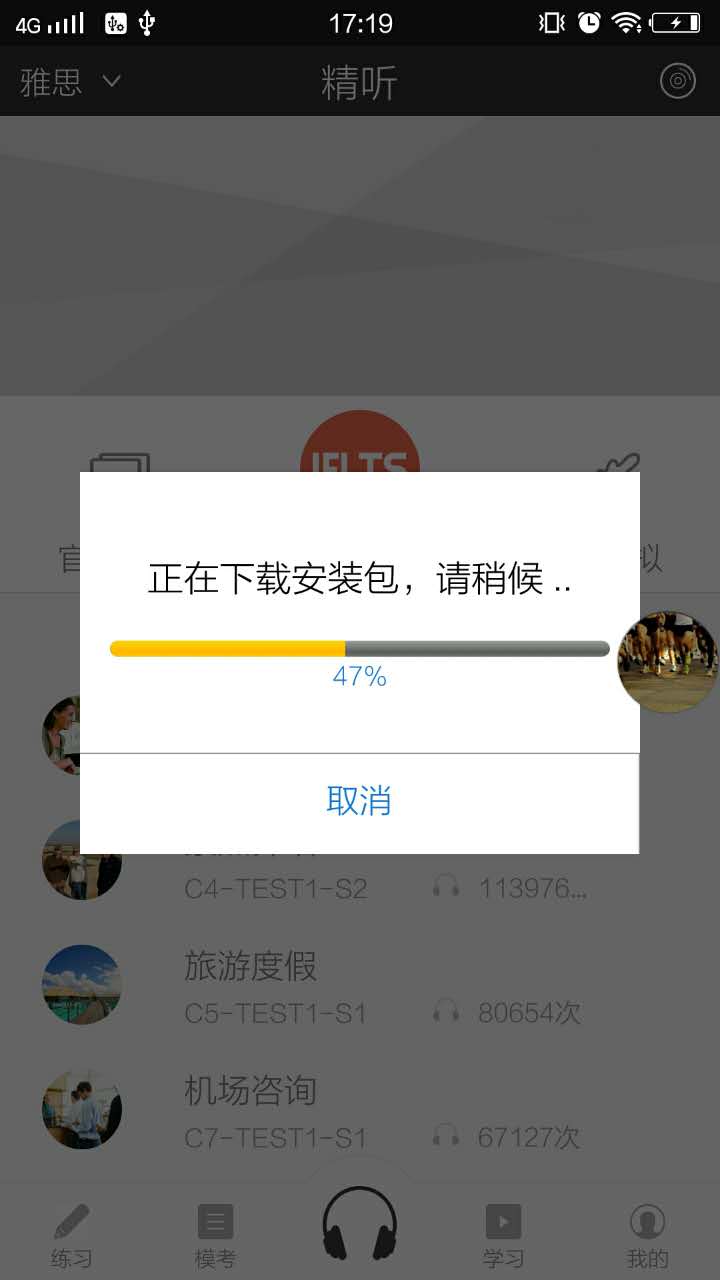 4G 17:19
雅思 精听
IELTS
官 拟
正在下载安装包，请稍候 ..
47%
取消
C4-TEST1-S2 113976...
旅游度假
C5-TEST1-S1 80654次
机场咨询
C7-TEST1-S1 67127次
练习 模考 学习 我的